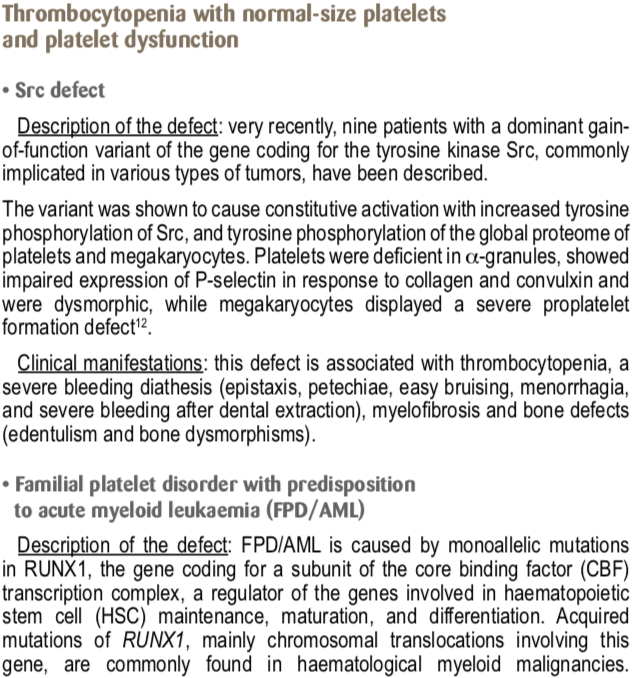 Thrombocytopenia with normal-size platelets
and platelet dysfunction
• Src defect
Description of the defect: very recently, nine patients with a dominant gain-
of-function variant of the gene coding for the tyrosine kinase Src, commonly
implicated in various types of tumors, have been described.
The variant was shown to cause constitutive activation with increased tyrosine
phosphorylation of Src, and tyrosine phosphorylation of the global proteome of
platelets and megakaryocytes. Platelets were deficient in α-granules, showed
impaired expression of P-selectin in response to collagen and convulxin and
were dysmorphic, while megakaryocytes displayed a severe proplatelet
formation defect¹².
Clinical manifestations: this defect is associated with thrombocytopenia, a
severe bleeding diathesis (epistaxis, petechiae, easy bruising, menorrhagia,
and severe bleeding after dental extraction), myelofibrosis and bone defects
(edentulism and bone dysmorphisms).
• Familial platelet disorder with predisposition
to acute myeloid leukaemia (FPD/AML)
Description of the defect: FPD/AML is caused by monoallelic mutations
in RUNX1, the gene coding for a subunit of the core binding factor (CBF)
transcription complex, a regulator of the genes involved in haematopoietic
stem cell (HSC) maintenance, maturation, and differentiation. Acquired
mutations of RUNX1, mainly chromosomal translocations involving this
gene, are commonly found in haematological myeloid malignancies.